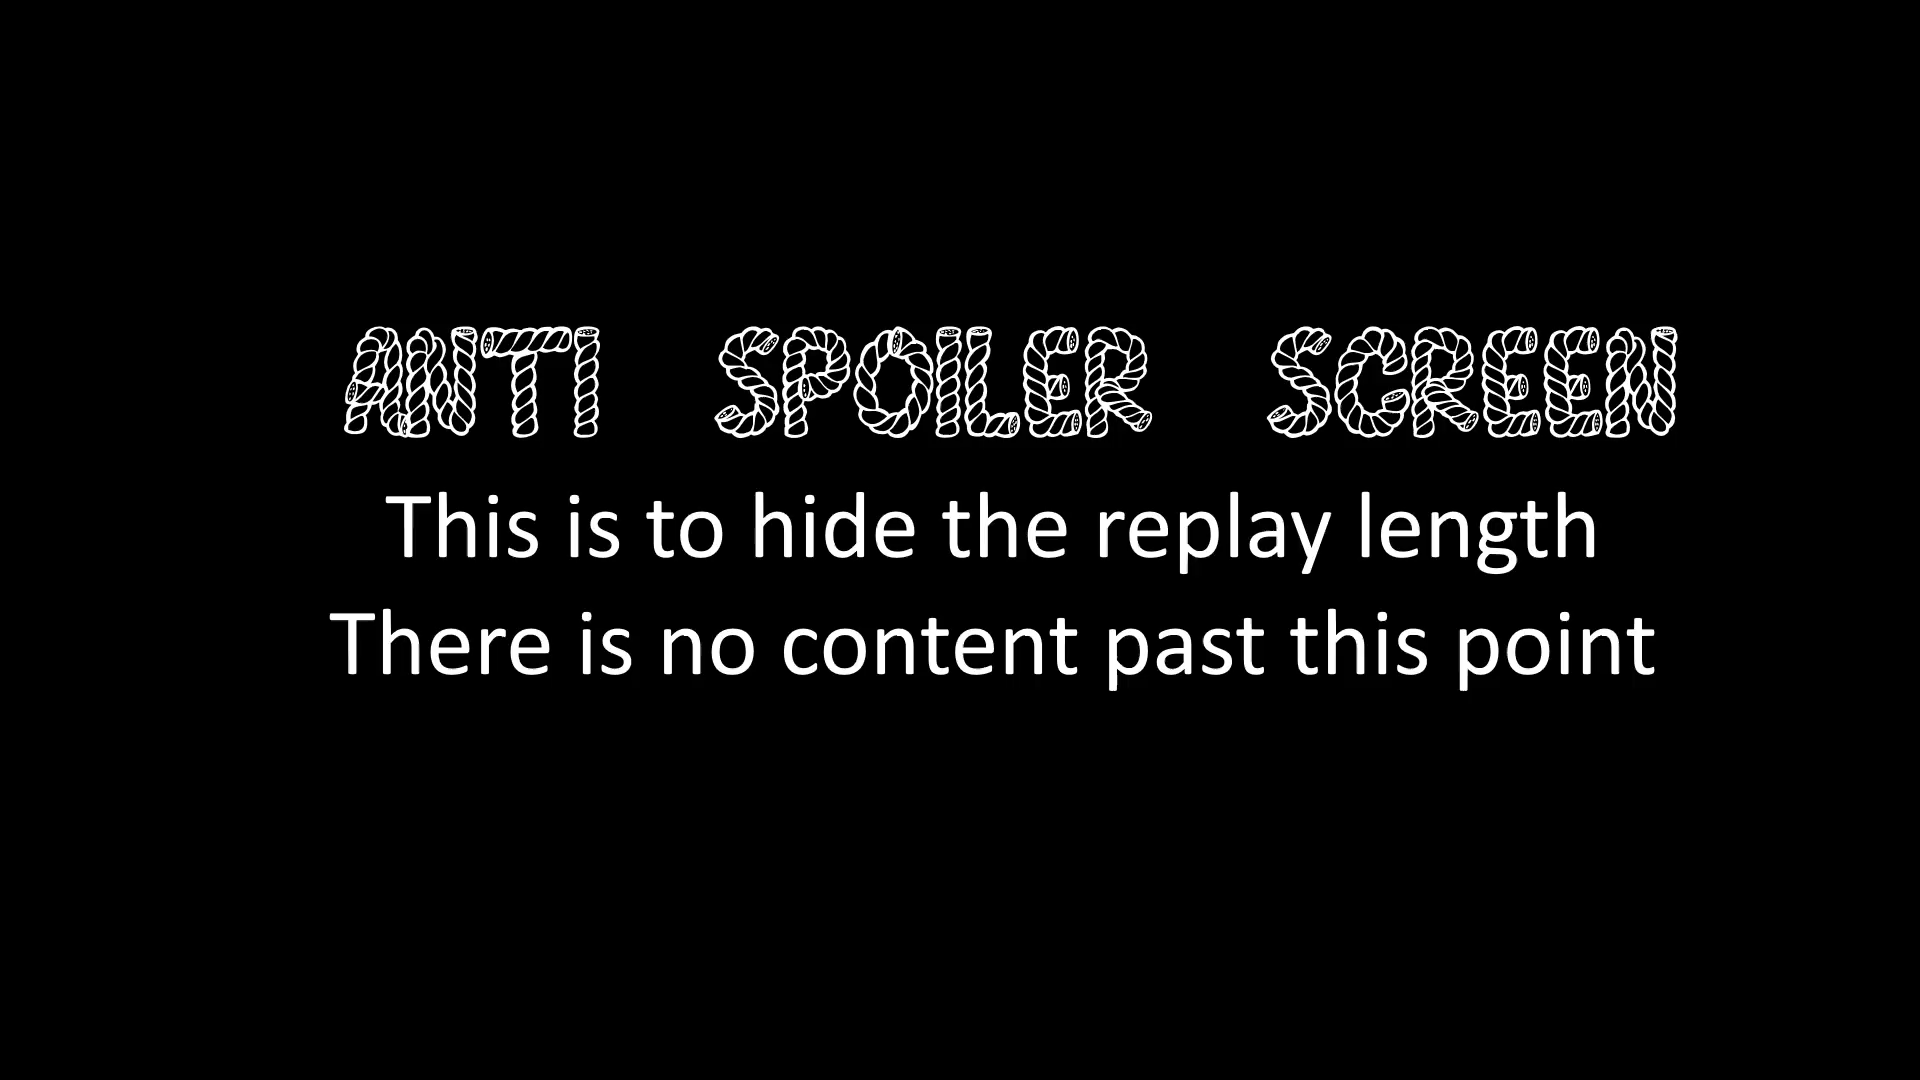 ANTI SPOILER SCREEN
This is to hide the replay length
There is no content past this point